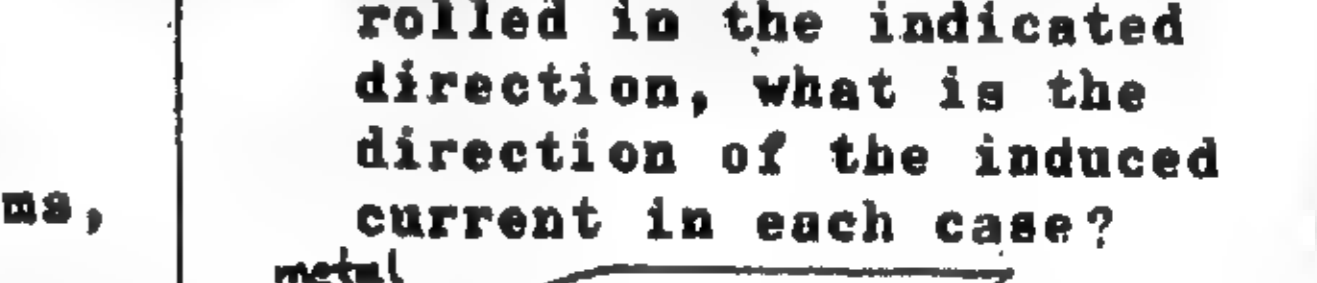 rolled in the indicated
direction, what is the
direction of the induced
ms,
current in each case?
metal